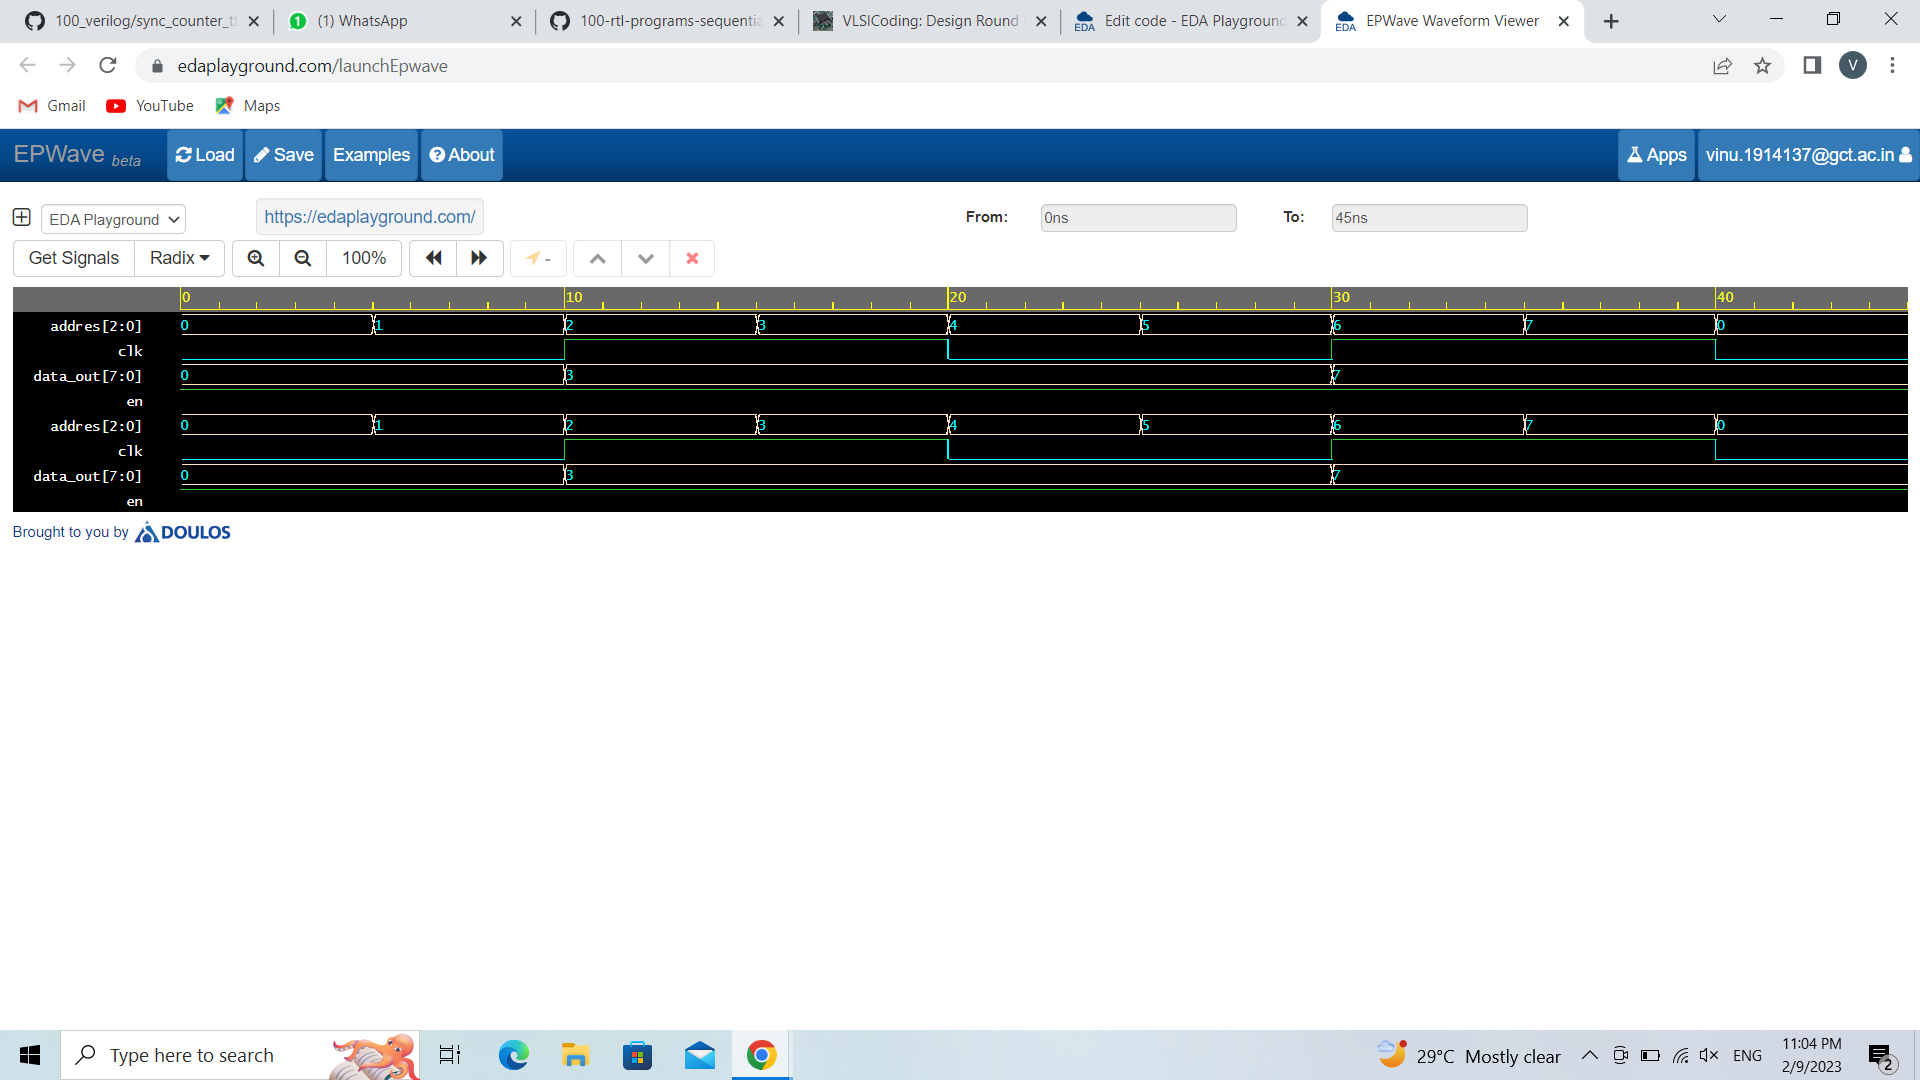 100_verilog/sync_counter_t
(1) WhatsApp
100-rtl-programs-sequentia
VLSICoding: Design Round
Edit code - EDA Playground
EPWave Waveform Viewer
edaplayground.com/launchEpwave
V
Gmail YouTube Maps
EPWave beta Load Save Examples About Apps vinu.1914137@gct.ac.in
EDA Playground https://edaplayground.com/ From: 0ns To: 45ns
Get Signals Radix 100% -
0 10 20 30 40
addres[2:0] 0 1 2 3 4 5 6 7 0
clk
data_out[7:0] 0 3 7
en
addres[2:0] 0 1 2 3 4 5 6 7 0
clk
data_out[7:0] 0 3 7
en
Brought to you by DOULOS
Type here to search
29°C Mostly clear
ENG
11:04 PM
2/9/2023
2